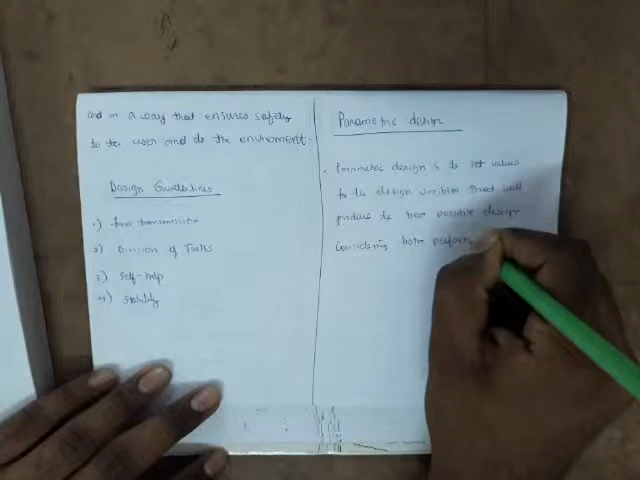 and in a way that ensures safety
to the user and to the environment.
Design Guidelines
1) force transmission
2) Division of Tasks
3) Self-help
4) Stability
Parametric design
. Parametric design is to set values
to the design variables that will
produce the best possible design
Considering both perform